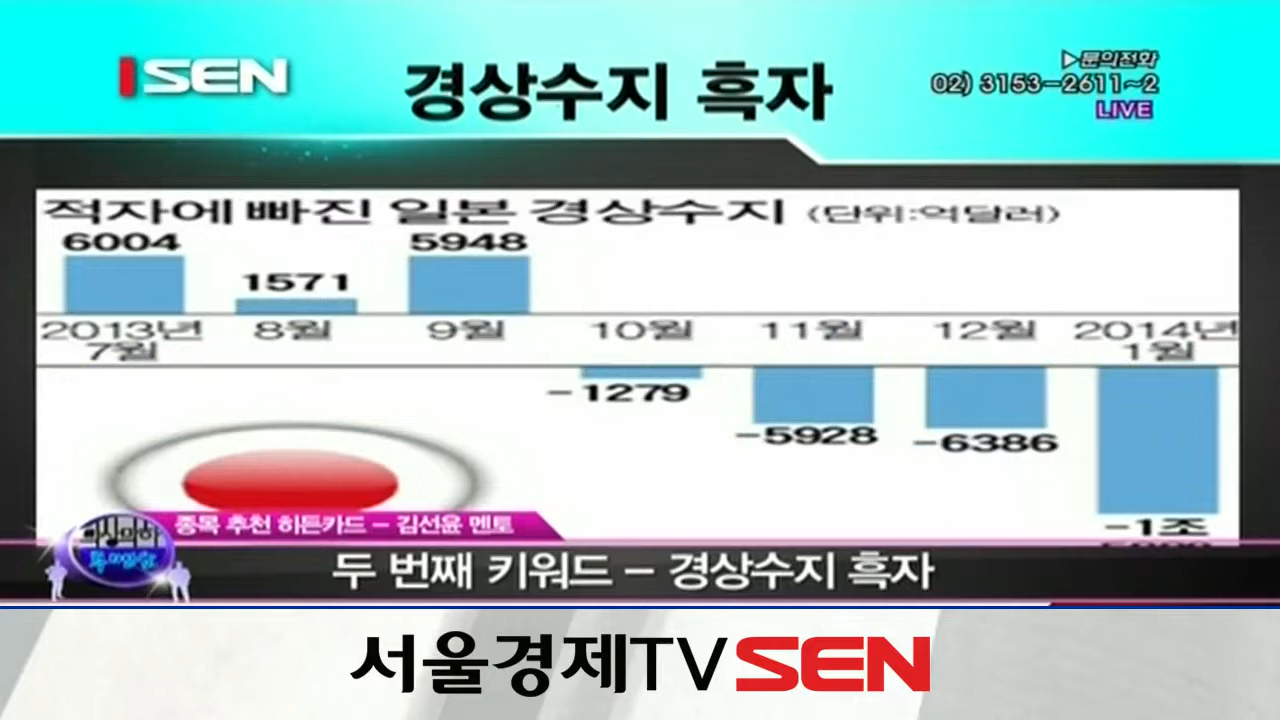 SEN
경상수지 흑자
▶문의전화
02) 3153-2611~2
LIVE
적자에 빠진 일본 경상수지 (단위:억달러)
6004
1571
5948
2013년 7월
8월
9월
10월
11월
12월
2014년 1월
-1279
-5928
-6386
-1조
종목 추천 히든카드 - 김선윤 멘토
두 번째 키워드 - 경상수지 흑자
서울경제TV SEN